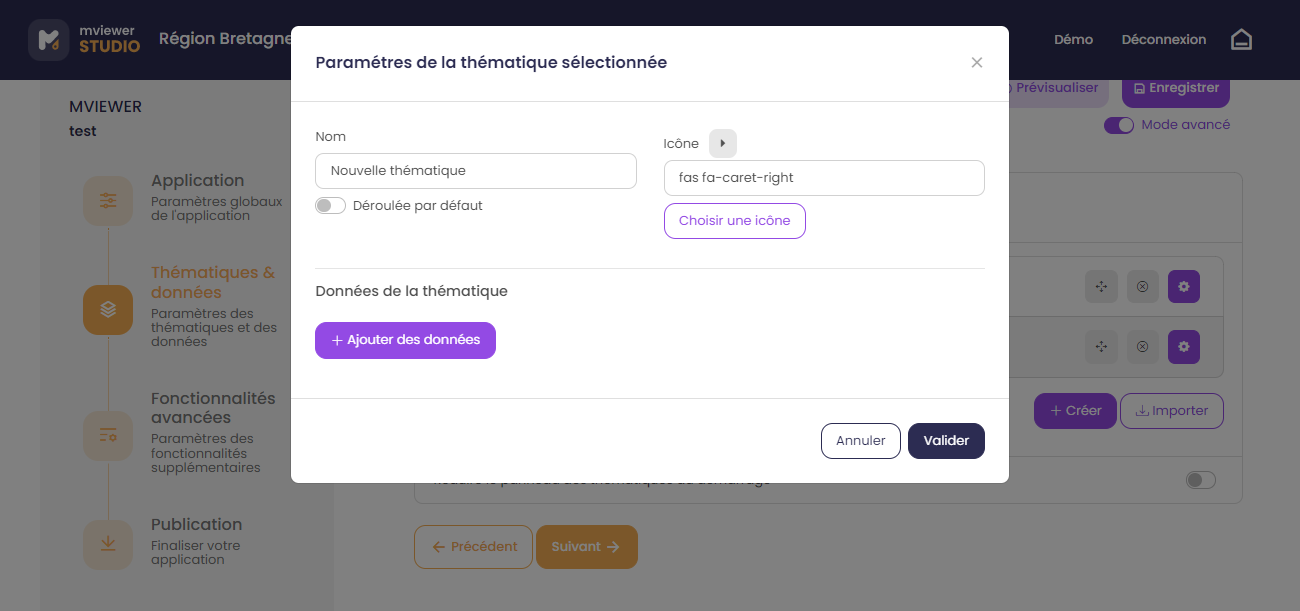 mviewer
STUDIO
Région Bretagne
Démo
Déconnexion
Paramétres de la thématique sélectionnée
Prévisualiser
Enregistrer
Mode avancé
MVIEWER
test
Application
Paramètres globaux
de l'application
Thématiques &
données
Paramètres des
thématiques et des
données
Fonctionnalités
avancées
Paramètres des
fonctionnalités
supplémentaires
Publication
Finaliser votre
application
Nom
Nouvelle thématique
Déroulée par défaut
Icône
fas fa-caret-right
Choisir une icône
Données de la thématique
+ Ajouter des données
Annuler
Valider
+ Créer
Importer
Précédent
Suivant